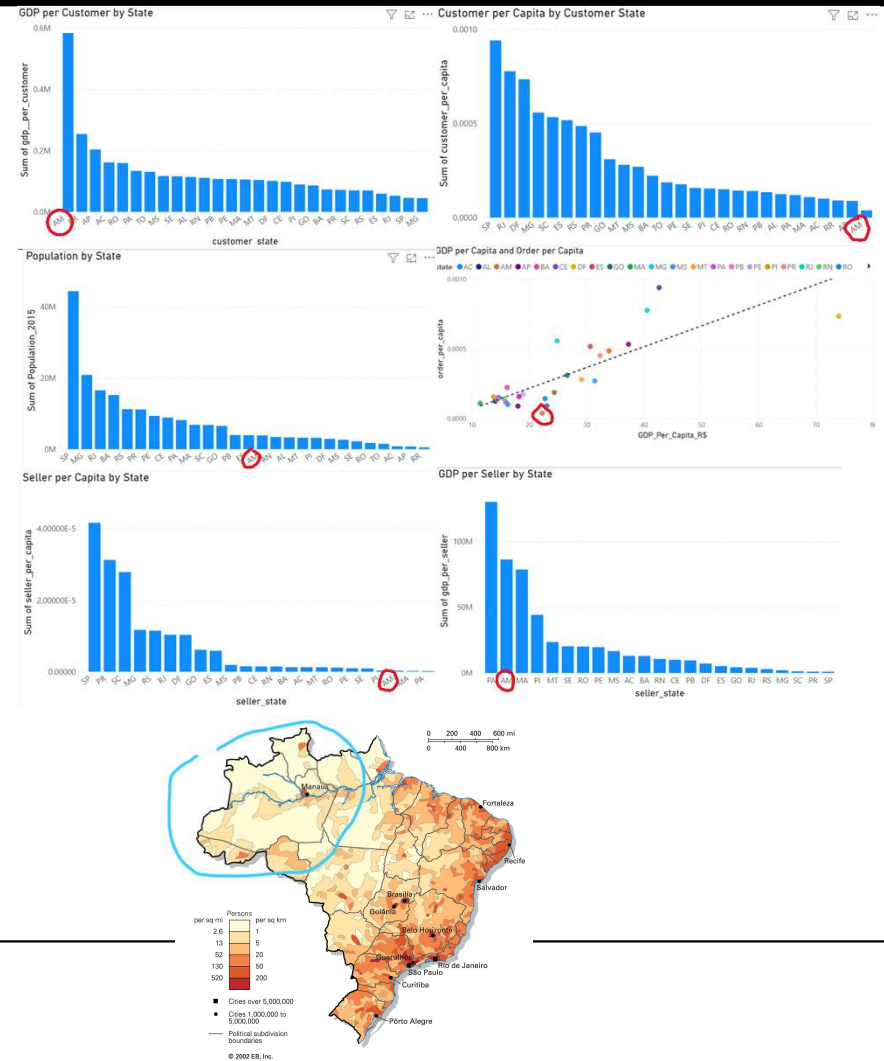 GDP per Customer by State
0.6M
0.4M
0.2M
0.0M
Sum of gdp_per_customer
AM AP AC RO PA TO MS SE AL RN PB PE MA MT DF CE PI GO BA PR SC RS ES RJ SP MG
customer_state
Customer per Capita by Customer State
0.0010
0.0005
0.0000
Sum of customer_per_capita
SP RJ DF MG SC ES RS PR GO MT MS BA TO PE SE PI CE RO RN PB AL PA MA AC RR AM
Population by State
40M
20M
0M
Sum of Population_2015
SP MG RJ BA RS PR PE CE PA MA SC GO PB AM RN AL MT PI DF MS SE RO TO AC AP RR
GDP per Capita and Order per Capita
state AC AL AM AP BA CE DF ES GO MA MG MS MT PA PB PE PI PR RJ RN RO
0.0010
0.0005
0.0000
order_per_capita
10 20 30 40 50 60 70
GDP_Per_Capita_R$
Seller per Capita by State
4.00000E-5
2.00000E-5
0.00000
Sum of seller_per_capita
SP PR SC MG RS RJ DF GO ES MS PB CE RN BA AC MT RO PE SE PI AM MA PA
seller_state
GDP per Seller by State
100M
50M
0M
Sum of gdp_per_seller
PA AM MA PI MT SE RO PE MS AC BA RN CE PB DF ES GO RJ RS MG SC PR SP
seller_state
0 200 400 600 mi
0 400 800 km
Manaus
Fortaleza
Recife
Salvador
Brasília
Goiânia
Belo Horizonte
Guarulhos
Rio de Janeiro
São Paulo
Curitiba
Pôrto Alegre
Persons
per sq mi per sq km
2.6 1
13 5
52 20
130 50
520 200
Cities over 5,000,000
Cities 1,000,000 to
5,000,000
Political subdivision
boundaries
© 2002 EB, Inc.